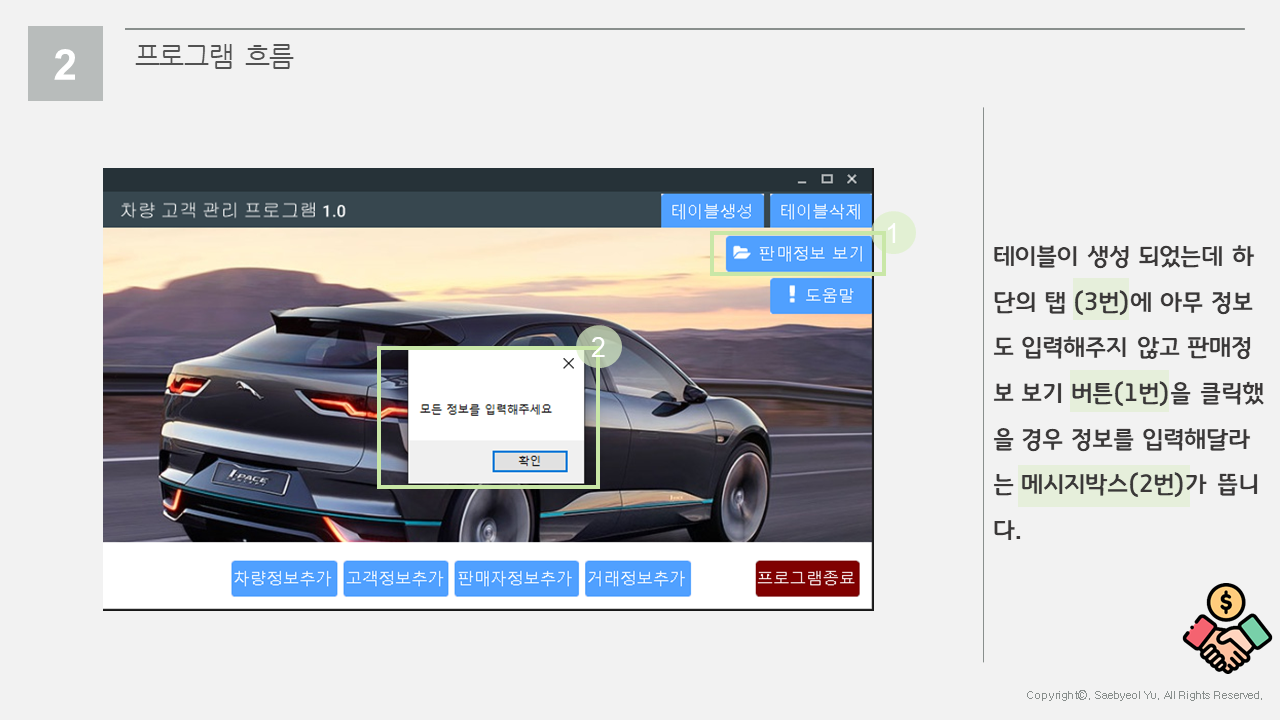 2
프로그램 흐름
차량 고객 관리 프로그램 1.0
테이블생성
테이블삭제
1
판매정보 보기
! 도움말
2
모든 정보를 입력해주세요
확인
I-PACE
차량정보추가
고객정보추가
판매자정보추가
거래정보추가
프로그램종료
테이블이 생성 되었는데 하
단의 탭 (3번)에 아무 정보
도 입력해주지 않고 판매정
보 보기 버튼(1번)을 클릭했
을 경우 정보를 입력해달라
는 메시지박스(2번)가 뜹니
다.
$
Copyright©. Saebyeol Yu. All Rights Reserved.